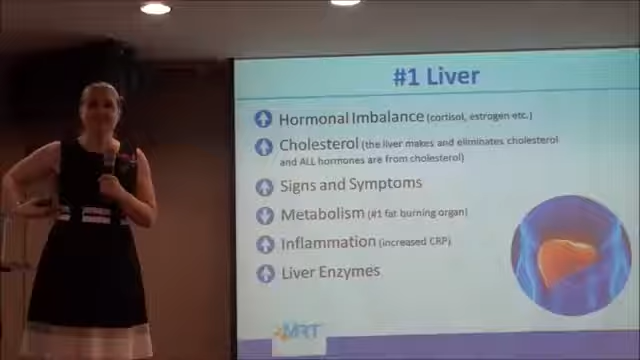 #1 Liver
Hormonal Imbalance (cortisol, estrogen etc.)
Cholesterol (the liver makes and eliminates cholesterol
and ALL hormones are from cholesterol)
Signs and Symptoms
Metabolism (#1 fat burning organ)
Inflammation (increased CRP)
Liver Enzymes
MRT